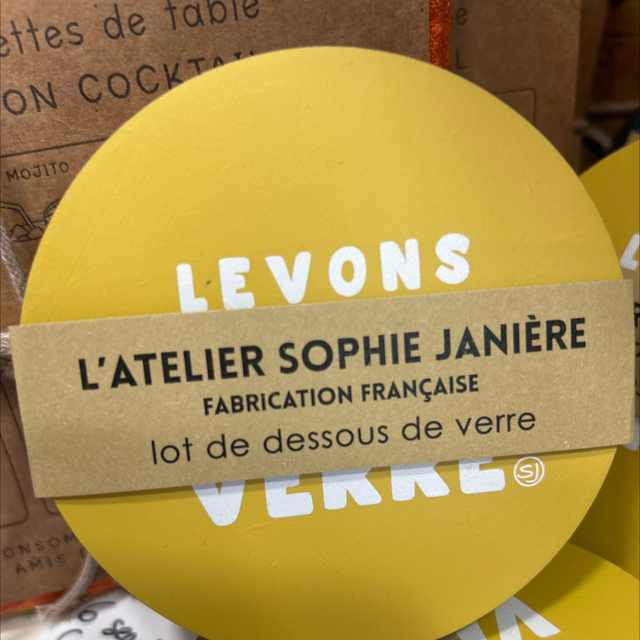 ettes de table
ON COCKTA
MOJITO
LEVONS
L'ATELIER SOPHIE JANIÈRE
FABRICATION FRANÇAISE
lot de dessous de verre
VERRE
SJ
ONSOM
AMIS